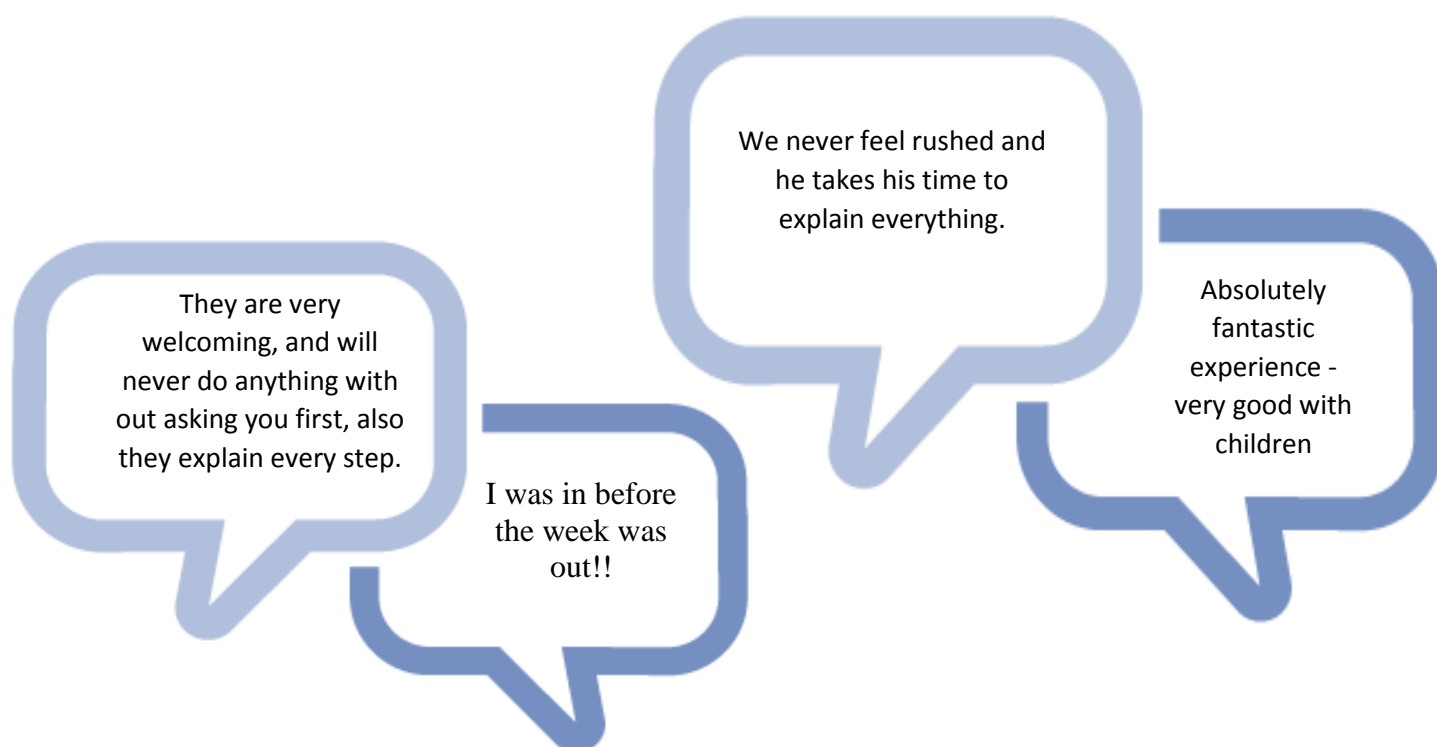 They are very
welcoming, and will
never do anything with
out asking you first, also
they explain every step.
I was in before
the week was
out!!
We never feel rushed and
he takes his time to
explain everything.
Absolutely
fantastic
experience -
very good with
children